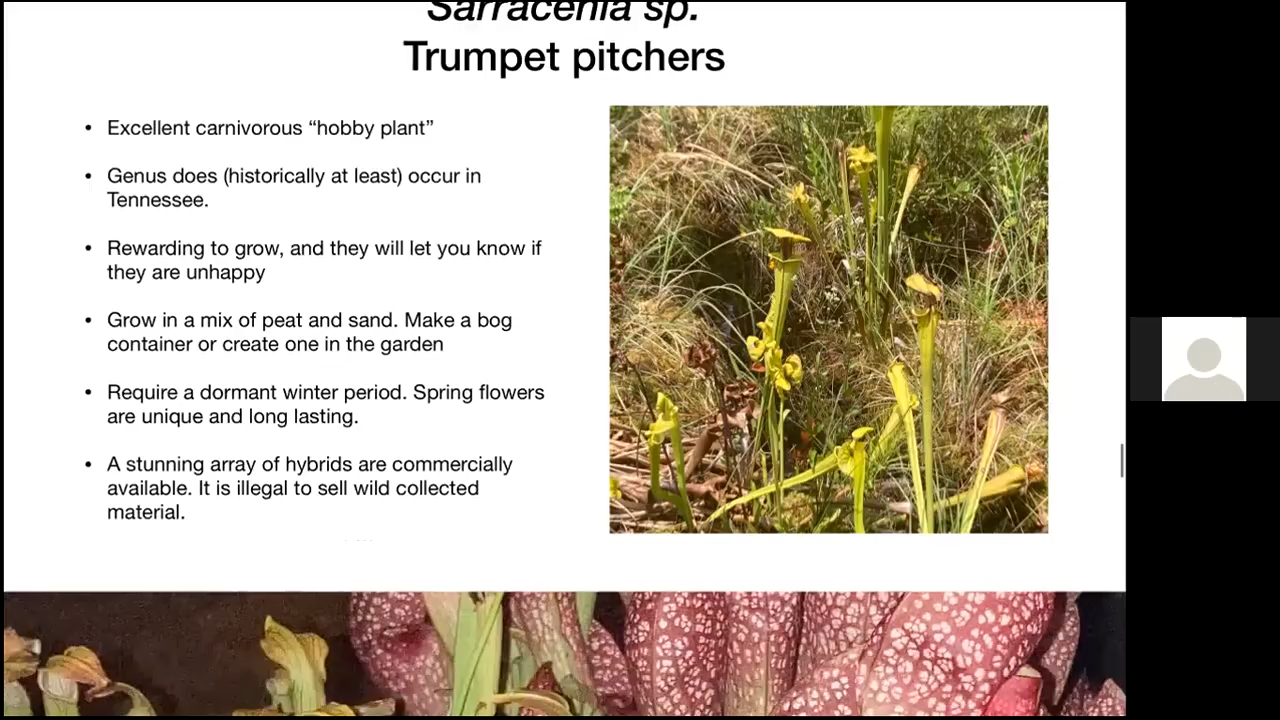 Sarracenia sp.
Trumpet pitchers
• Excellent carnivorous “hobby plant”
• Genus does (historically at least) occur in
Tennessee.
• Rewarding to grow, and they will let you know if
they are unhappy
• Grow in a mix of peat and sand. Make a bog
container or create one in the garden
• Require a dormant winter period. Spring flowers
are unique and long lasting.
• A stunning array of hybrids are commercially
available. It is illegal to sell wild collected
material.